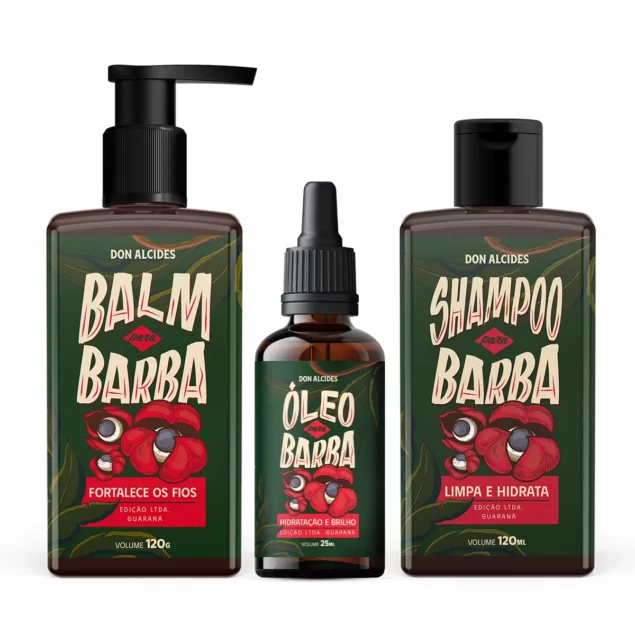 DON ALCIDES
BALM
para
BARBA
FORTALECE OS FIOS
EDIÇÃO LTDA.
GUARANÁ
VOLUME 120G
DON ALCIDES
ÓLEO
para
BARBA
HIDRATAÇÃO E BRILHO
EDIÇÃO LTDA. GUARANÁ
VOLUME 25ML
DON ALCIDES
SHAMPOO
para
BARBA
LIMPA E HIDRATA
EDIÇÃO LTDA.
GUARANÁ
VOLUME 120ML